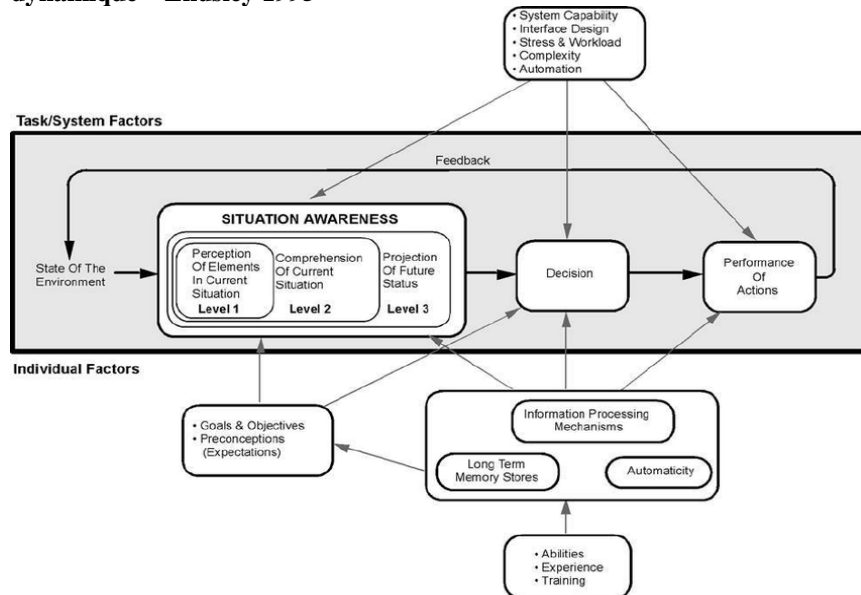 dynamique – Endsley 1995
• System Capability
• Interface Design
• Stress & Workload
• Complexity
• Automation
Task/System Factors
Feedback
SITUATION AWARENESS
State Of The
Environment
Perception
Of Elements
In Current
Situation
Level 1
Comprehension
Of Current
Situation
Level 2
Projection
Of Future
Status
Level 3
Decision
Performance
Of
Actions
Individual Factors
• Goals & Objectives
• Preconceptions
(Expectations)
Information Processing
Mechanisms
Long Term
Memory Stores
Automaticity
• Abilities
• Experience
• Training